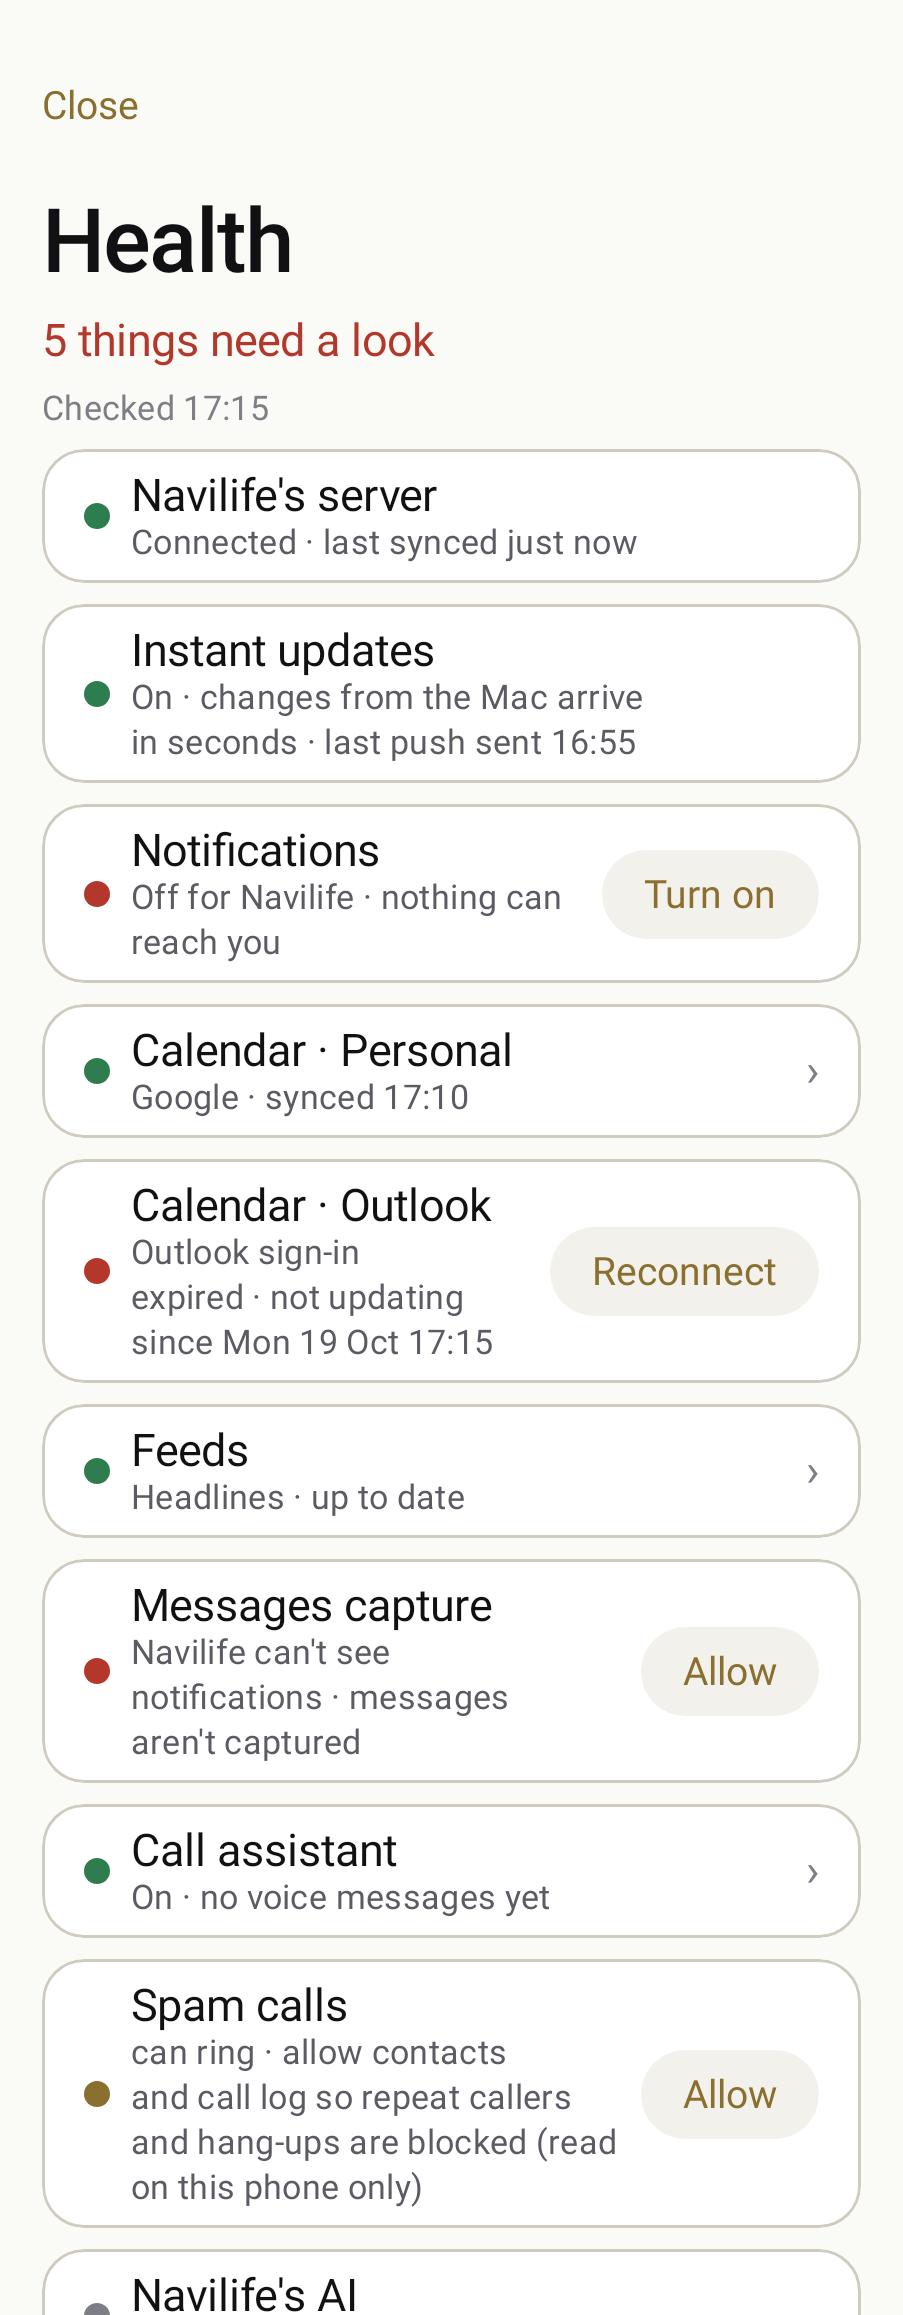 Close
Health
5 things need a look
Checked 17:15
Navilife's server
Connected · last synced just now
Instant updates
On · changes from the Mac arrive
in seconds · last push sent 16:55
Notifications
Off for Navilife · nothing can
reach you
Turn on
Calendar · Personal
Google · synced 17:10
›
Calendar · Outlook
Outlook sign-in
expired · not updating
since Mon 19 Oct 17:15
Reconnect
Feeds
Headlines · up to date
›
Messages capture
Navilife can't see
notifications · messages
aren't captured
Allow
Call assistant
On · no voice messages yet
›
Spam calls
can ring · allow contacts
and call log so repeat callers
and hang-ups are blocked (read
on this phone only)
Allow
Navilife's AI